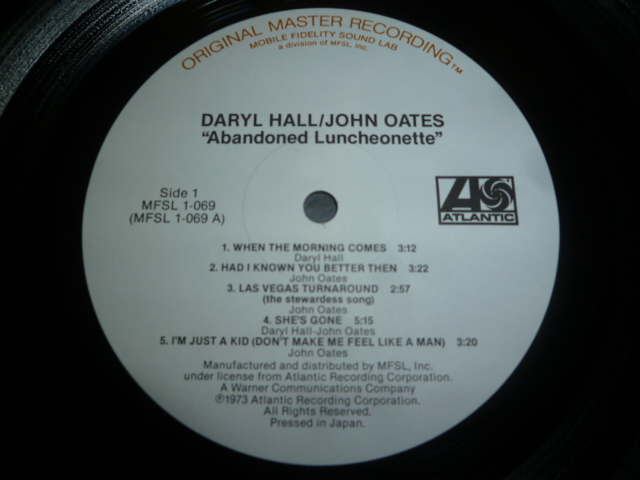 ORIGINAL MASTER RECORDING™
MOBILE FIDELITY SOUND LAB
a division of MFSL, Inc.
DARYL HALL/JOHN OATES
"Abandoned Luncheonette"
Side 1
MFSL 1-069
(MFSL 1-069 A)
ATLANTIC
1. WHEN THE MORNING COMES 3:12
Daryl Hall
2. HAD I KNOWN YOU BETTER THEN 3:22
John Oates
3. LAS VEGAS TURNAROUND 2:57
(the stewardess song)
John Oates
4. SHE'S GONE 5:15
Daryl Hall-John Oates
5. I'M JUST A KID (DON'T MAKE ME FEEL LIKE A MAN) 3:20
John Oates
Manufactured and distributed by MFSL, Inc.
under license from Atlantic Recording Corporation.
A Warner Communications Company
℗1973 Atlantic Recording Corporation.
All Rights Reserved.
Pressed in Japan.